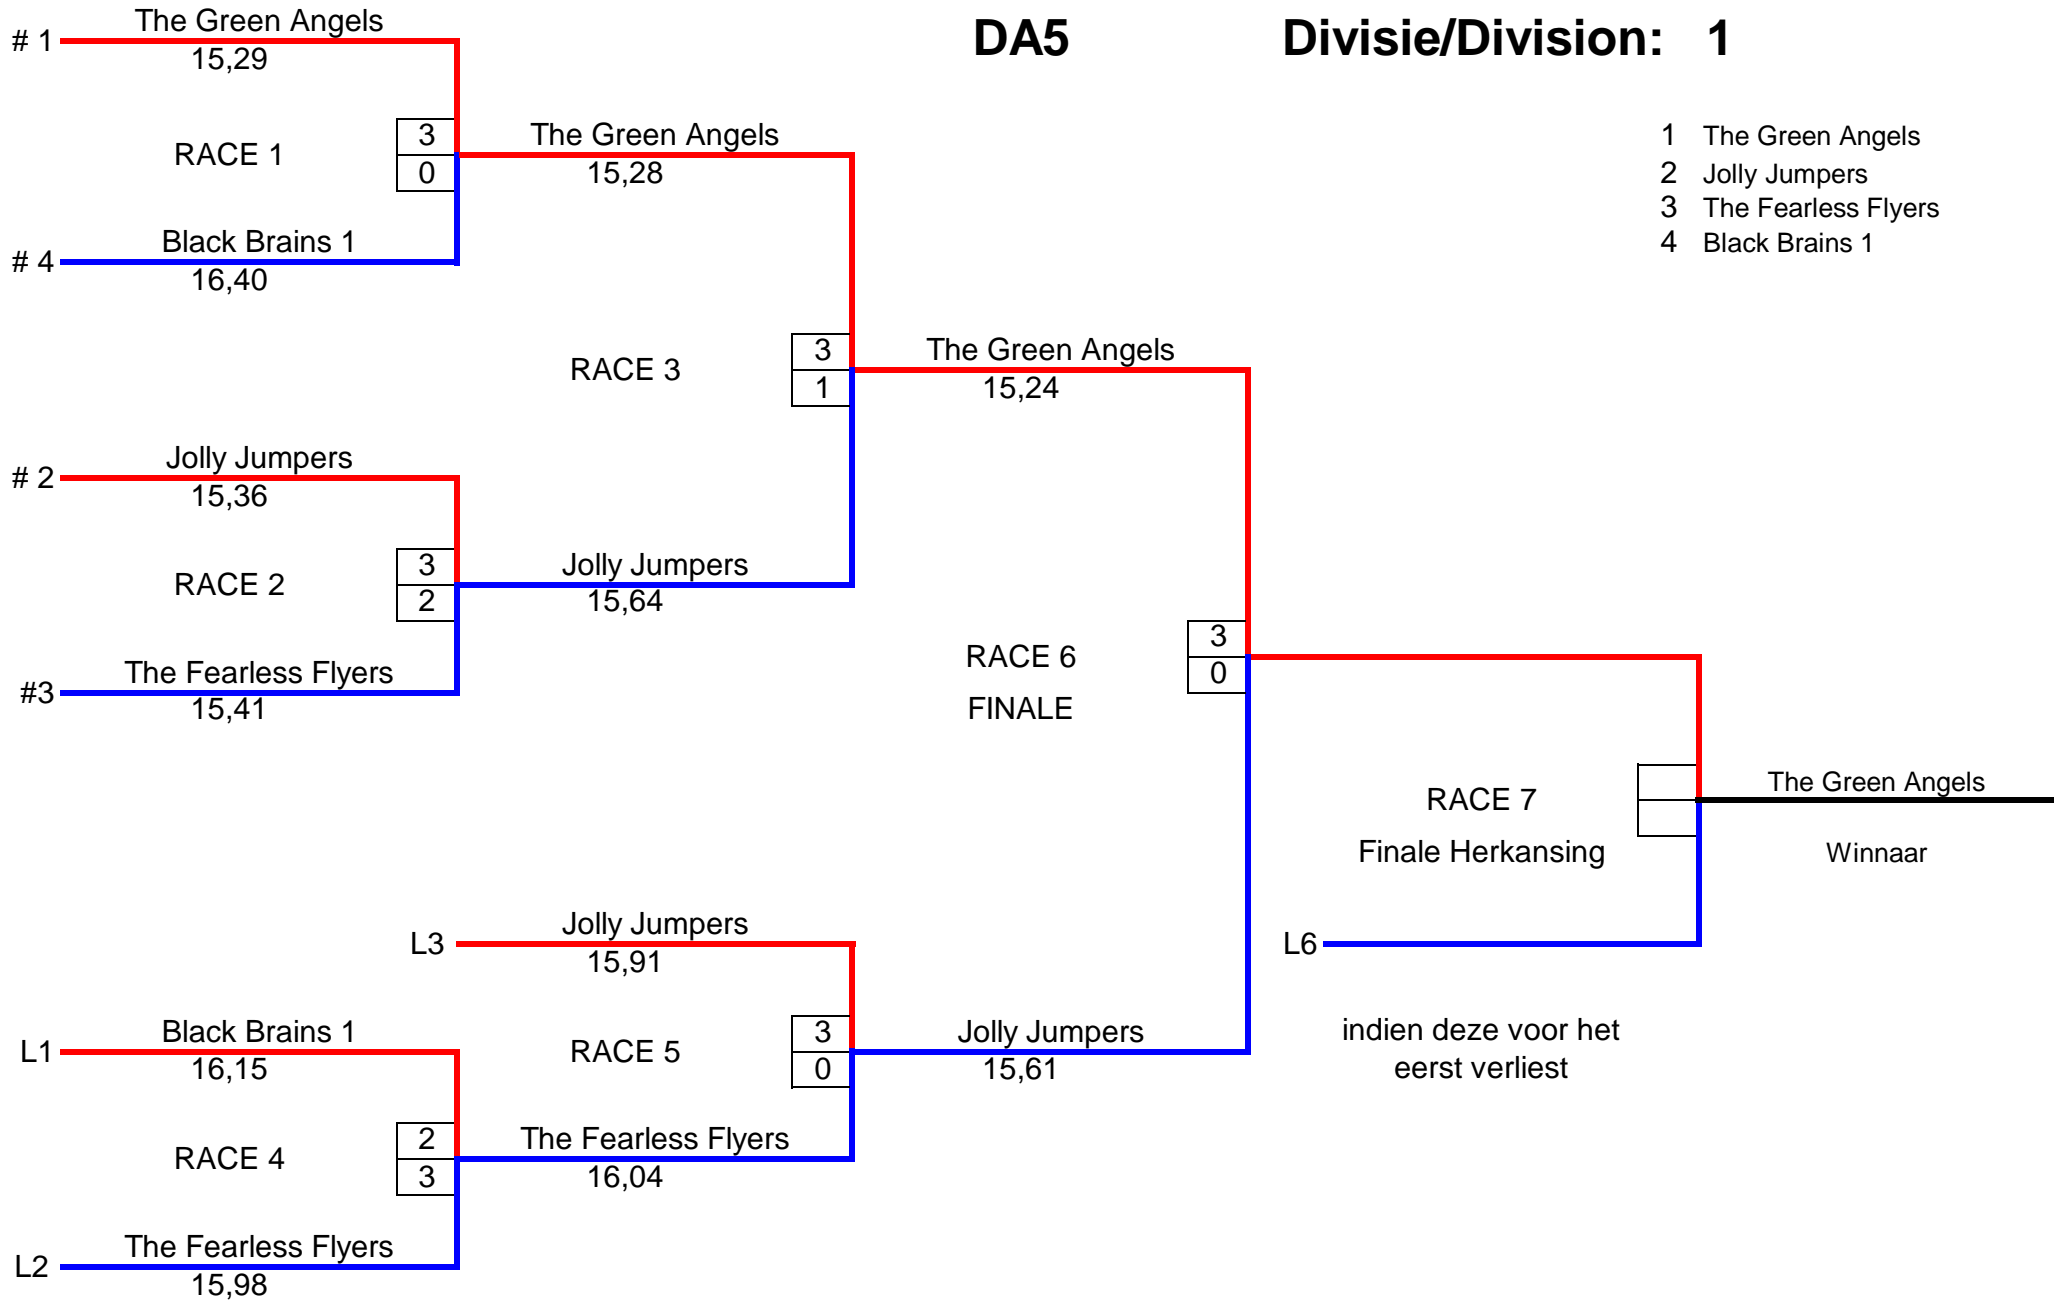 DA5 Divisie/Division: 1
1 The Green Angels
2 Jolly Jumpers
3 The Fearless Flyers
4 Black Brains 1
# 1 The Green Angels
15,29
RACE 1
3
0
# 4 Black Brains 1
16,40
The Green Angels
15,28
RACE 3
3
1
# 2 Jolly Jumpers
15,36
RACE 2
3
2
#3 The Fearless Flyers
15,41
Jolly Jumpers
15,64
The Green Angels
15,24
RACE 6
FINALE
3
0
RACE 7
Finale Herkansing
The Green Angels
Winnaar
L3 Jolly Jumpers
15,91
RACE 5
3
0
L1 Black Brains 1
16,15
RACE 4
2
3
L2 The Fearless Flyers
15,98
The Fearless Flyers
16,04
Jolly Jumpers
15,61
L6
indien deze voor het
eerst verliest